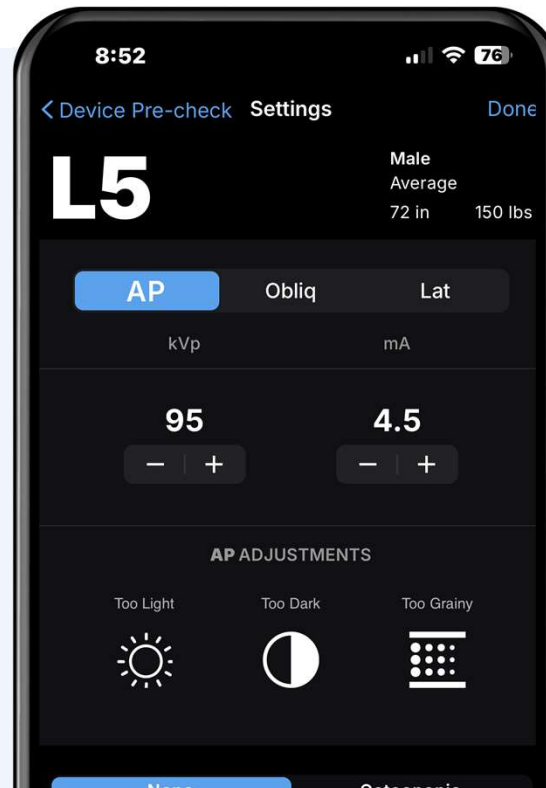 8:52 76
Device Pre-check Settings Done
L5
Male
Average
72 in 150 lbs
AP Obliq Lat
kVp mA
95 4.5
− + − +
AP ADJUSTMENTS
Too Light Too Dark Too Grainy